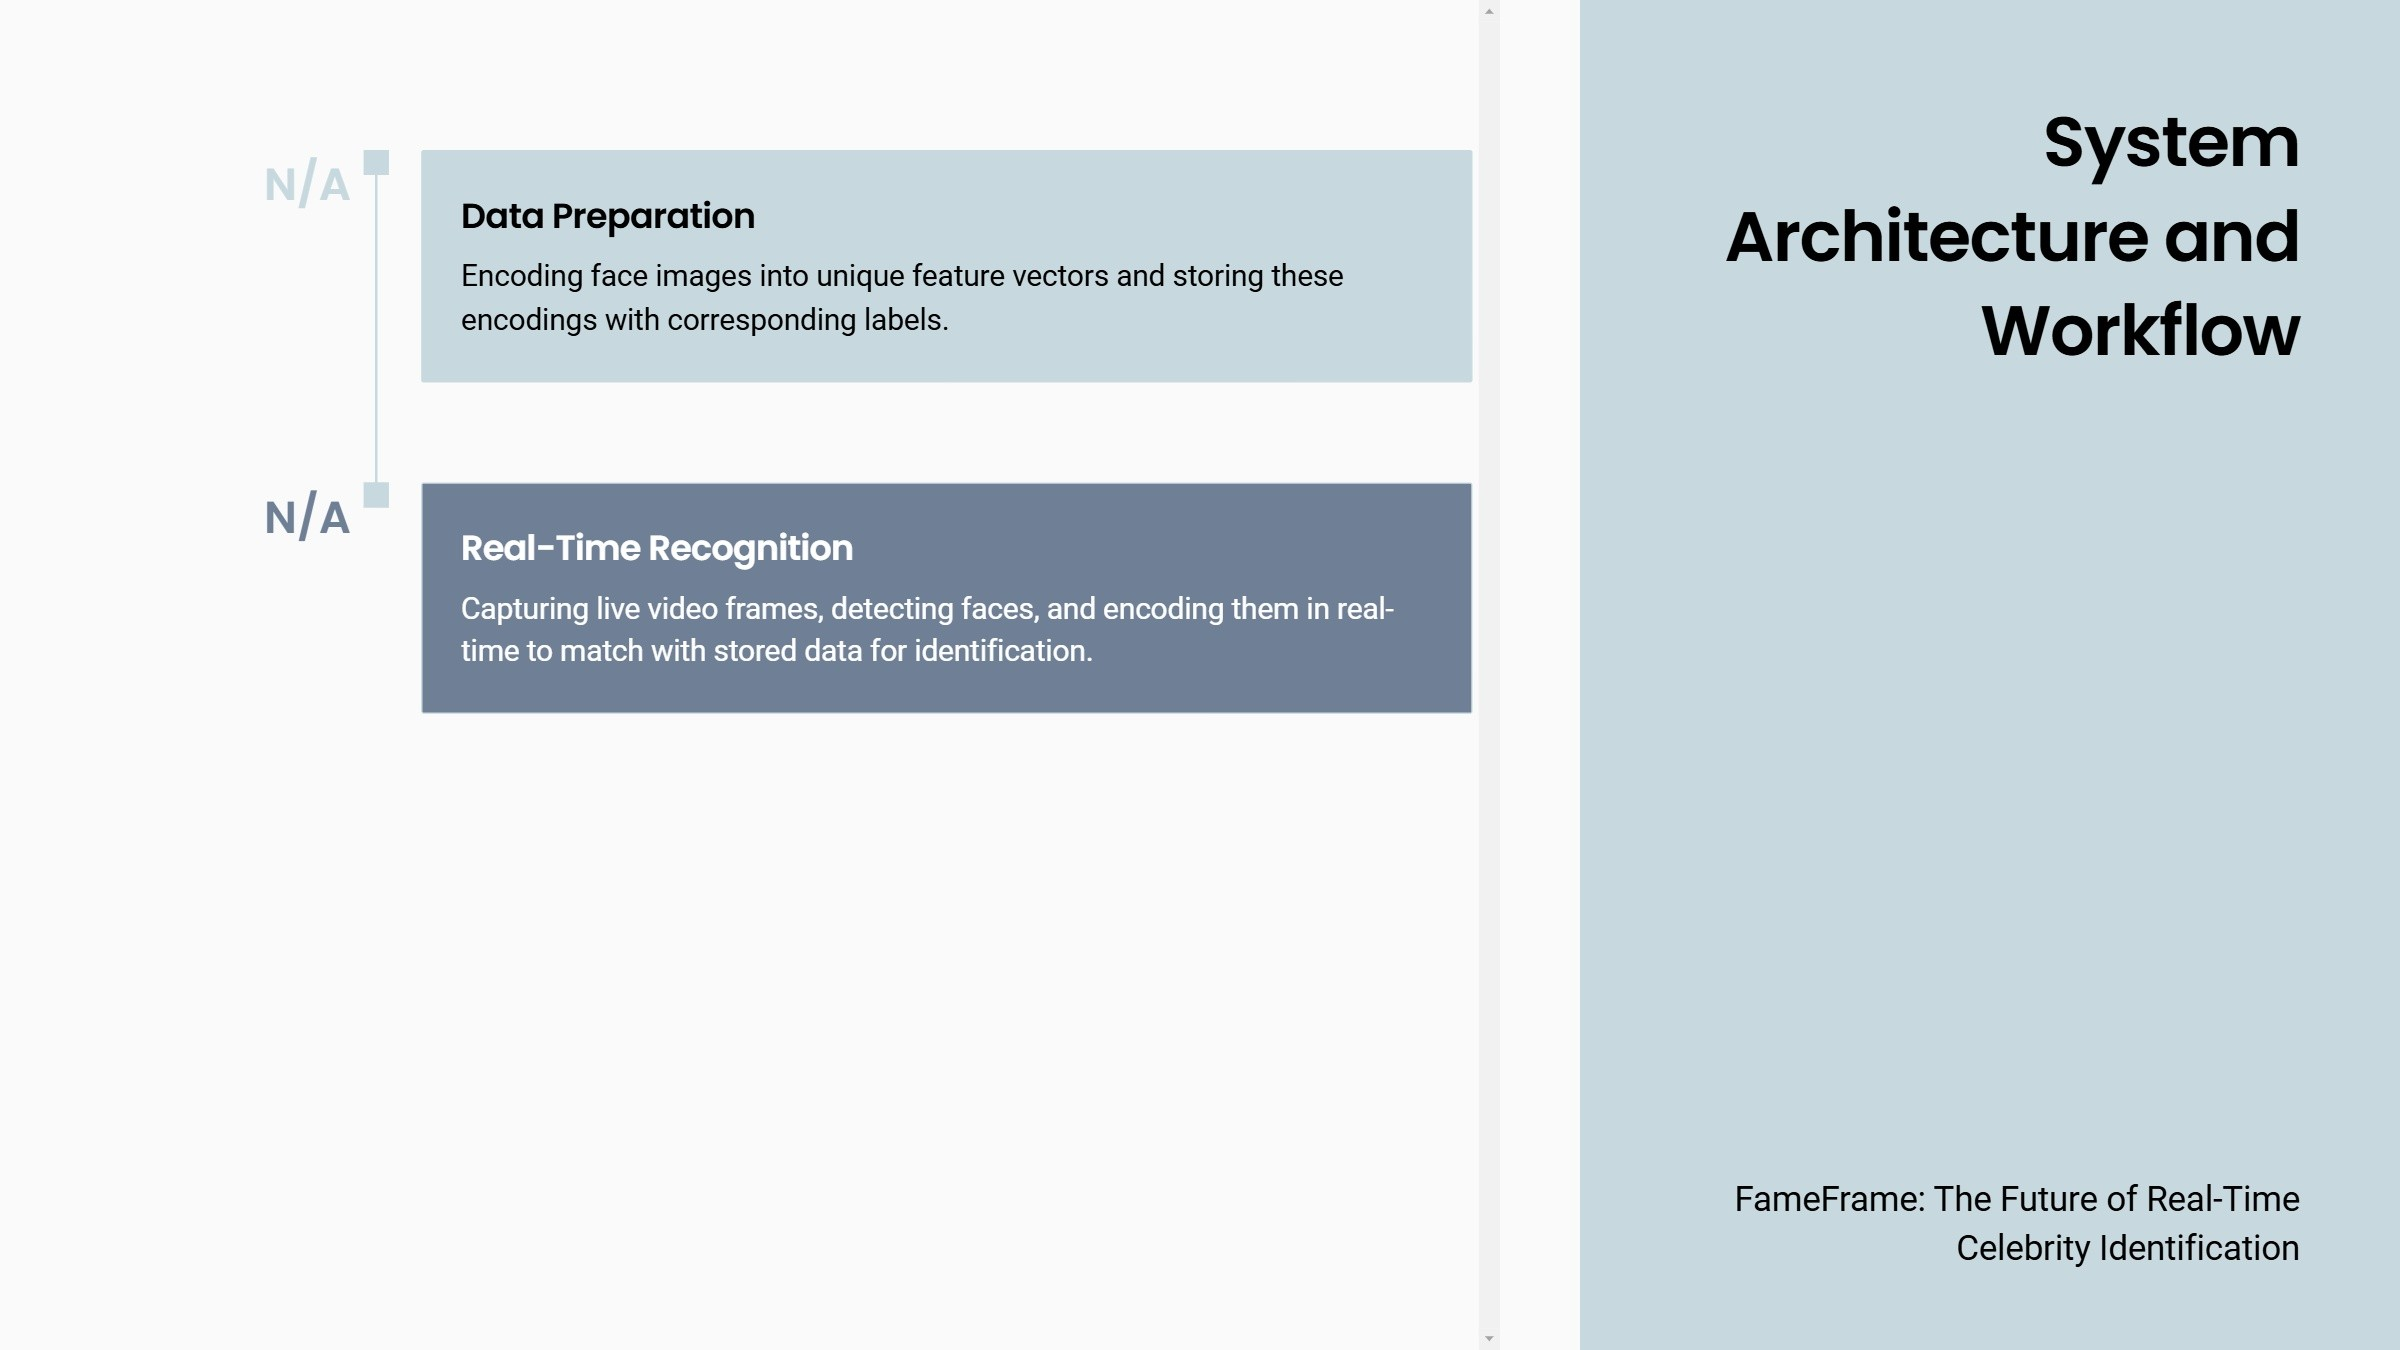 System
Architecture and
Workflow
N/A
Data Preparation
Encoding face images into unique feature vectors and storing these
encodings with corresponding labels.
N/A
Real-Time Recognition
Capturing live video frames, detecting faces, and encoding them in real-
time to match with stored data for identification.
FameFrame: The Future of Real-Time
Celebrity Identification